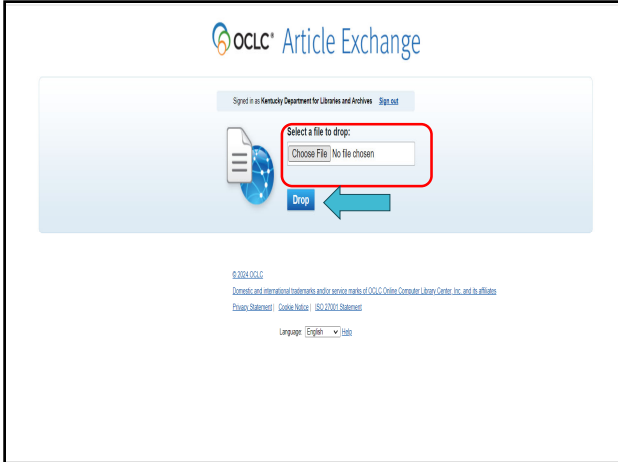 OCLC® Article Exchange
Signed in as Kentucky Department for Libraries and Archives Sign out
Select a file to drop:
Choose File No file chosen
Drop
© 2024 OCLC
Domestic and international trademarks and/or service marks of OCLC Online Computer Library Center, Inc. and its affiliates
Privacy Statement | Cookie Notice | ISO 27001 Statement
Language: English Help